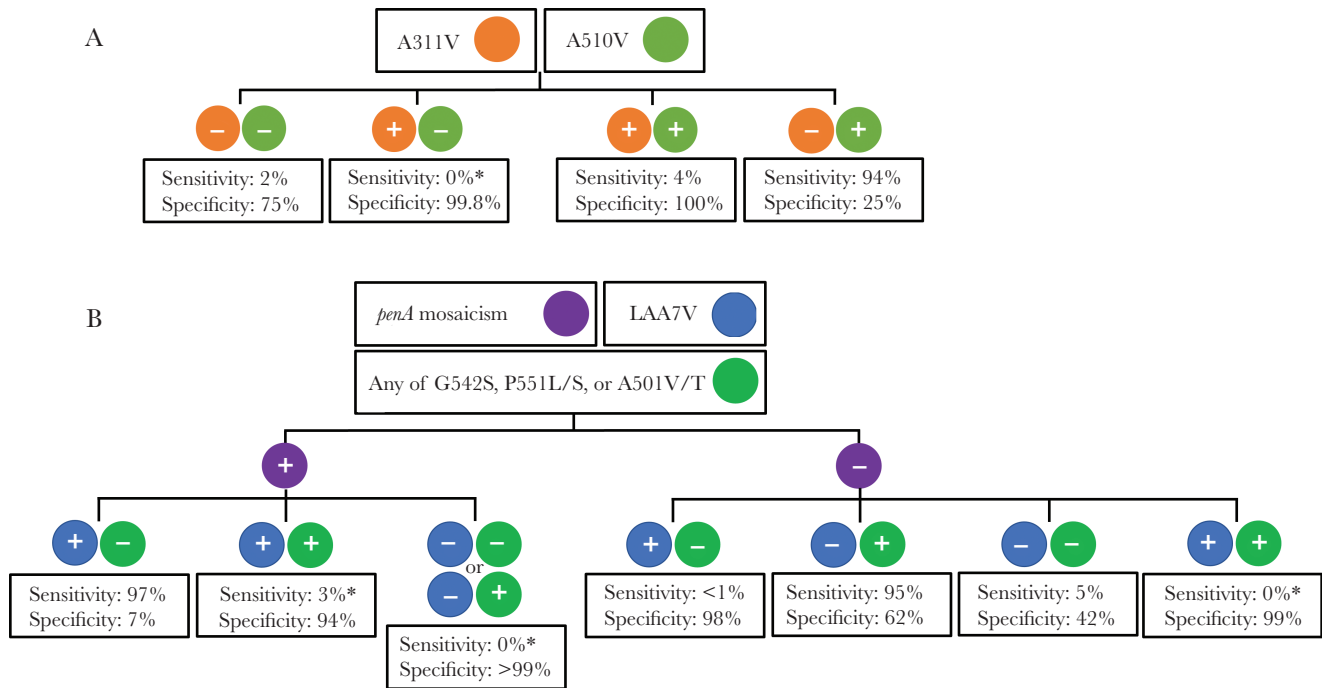 A
A311V
A510V
– – + – + + – +
Sensitivity: 2%
Specificity: 75%
Sensitivity: 0%*
Specificity: 99.8%
Sensitivity: 4%
Specificity: 100%
Sensitivity: 94%
Specificity: 25%
B
penA mosaicism
LAA7V
Any of G542S, P551L/S, or A501V/T
+ –
+ –
Sensitivity: 97%
Specificity: 7%
+ +
Sensitivity: 3%*
Specificity: 94%
– –
or
– +
Sensitivity: 0%*
Specificity: >99%
+ –
Sensitivity: <1%
Specificity: 98%
– +
Sensitivity: 95%
Specificity: 62%
– –
Sensitivity: 5%
Specificity: 42%
+ +
Sensitivity: 0%*
Specificity: 99%